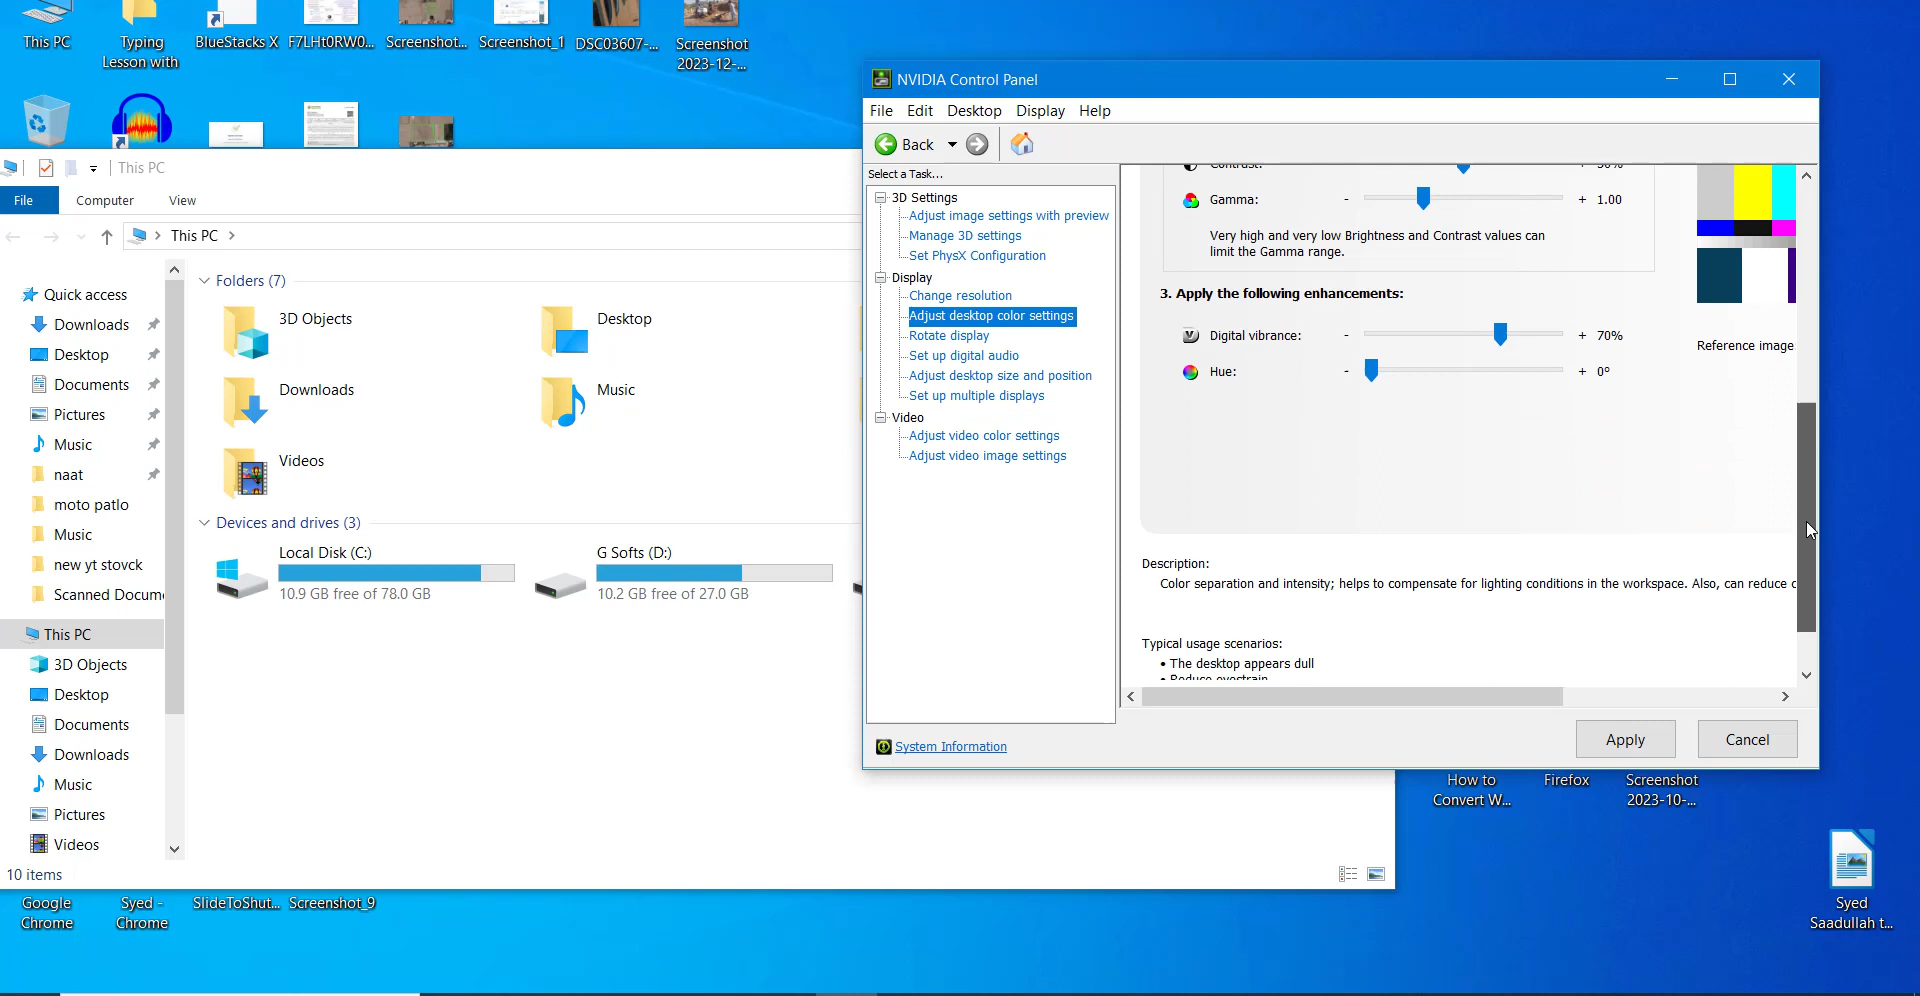 This PC
Typing
Lesson with
BlueStacks X
F7LHt0RW0...
Screenshot...
Screenshot_1
DSC03607-...
Screenshot
2023-12-...
This PC
File
Computer
View
This PC
Quick access
Downloads
Desktop
Documents
Pictures
Music
naat
moto patlo
Music
new yt stovck
Scanned Docum
This PC
3D Objects
Desktop
Documents
Downloads
Music
Pictures
Videos
10 items
Folders (7)
3D Objects
Desktop
Downloads
Music
Videos
Devices and drives (3)
Local Disk (C:)
10.9 GB free of 78.0 GB
G Softs (D:)
10.2 GB free of 27.0 GB
NVIDIA Control Panel
File Edit Desktop Display Help
Back
Select a Task...
3D Settings
Adjust image settings with preview
Manage 3D settings
Set PhysX Configuration
Display
Change resolution
Adjust desktop color settings
Rotate display
Set up digital audio
Adjust desktop size and position
Set up multiple displays
Video
Adjust video color settings
Adjust video image settings
System Information
Contrast: + 50%
Gamma: - + 1.00
Very high and very low Brightness and Contrast values can
limit the Gamma range.
3. Apply the following enhancements:
Digital vibrance: - + 70%
Hue: - + 0º
Reference image
Description:
Color separation and intensity; helps to compensate for lighting conditions in the workspace. Also, can reduce c
Typical usage scenarios:
• The desktop appears dull
• Reduce eyestrain
Apply
Cancel
How to
Convert W...
Firefox
Screenshot
2023-10-...
Syed
Saadullah t...
Google
Chrome
Syed -
Chrome
SlideToShut...
Screenshot_9